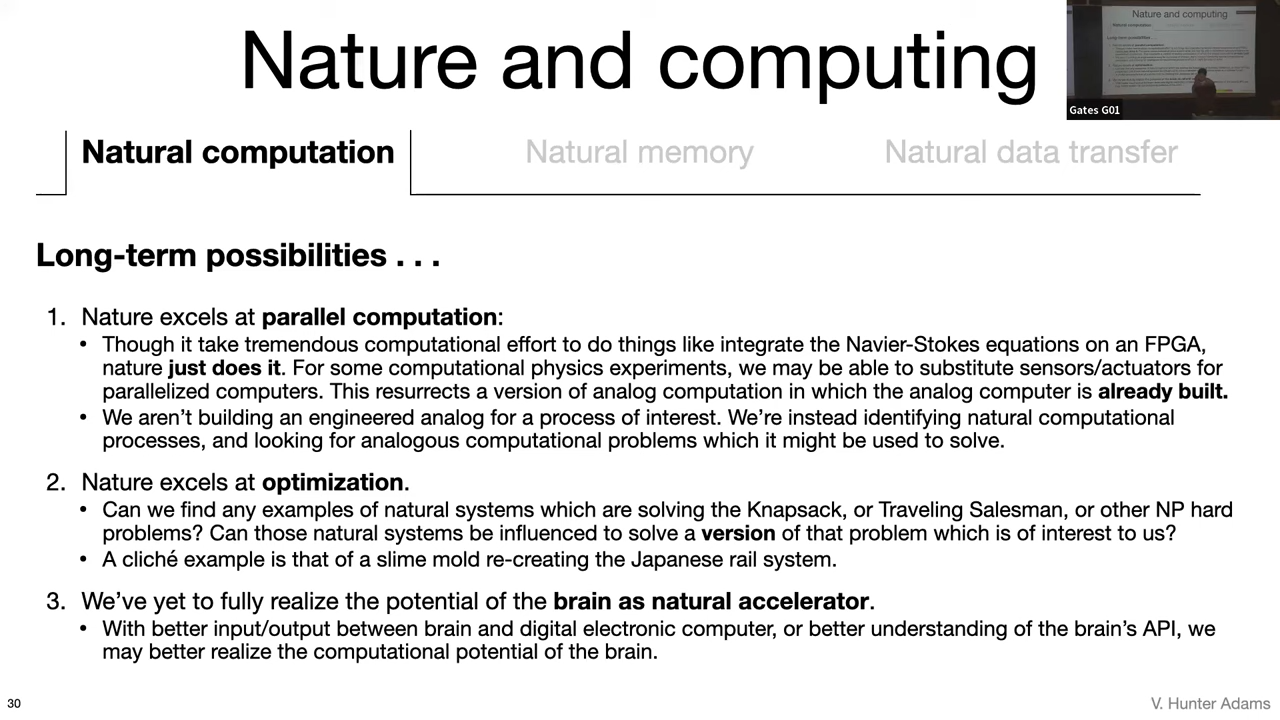 Nature and computing
Nature and computing
Gates G01
Natural computation
Natural memory
Natural data transfer
Long-term possibilities . . .
1. Nature excels at parallel computation:
• Though it take tremendous computational effort to do things like integrate the Navier-Stokes equations on an FPGA,
nature just does it. For some computational physics experiments, we may be able to substitute sensors/actuators for
parallelized computers. This resurrects a version of analog computation in which the analog computer is already built.
• We aren’t building an engineered analog for a process of interest. We’re instead identifying natural computational
processes, and looking for analogous computational problems which it might be used to solve.
2. Nature excels at optimization.
• Can we find any examples of natural systems which are solving the Knapsack, or Traveling Salesman, or other NP hard
problems? Can those natural systems be influenced to solve a version of that problem which is of interest to us?
• A cliché example is that of a slime mold re-creating the Japanese rail system.
3. We’ve yet to fully realize the potential of the brain as natural accelerator.
• With better input/output between brain and digital electronic computer, or better understanding of the brain’s API, we
may better realize the computational potential of the brain.
30
V. Hunter Adams